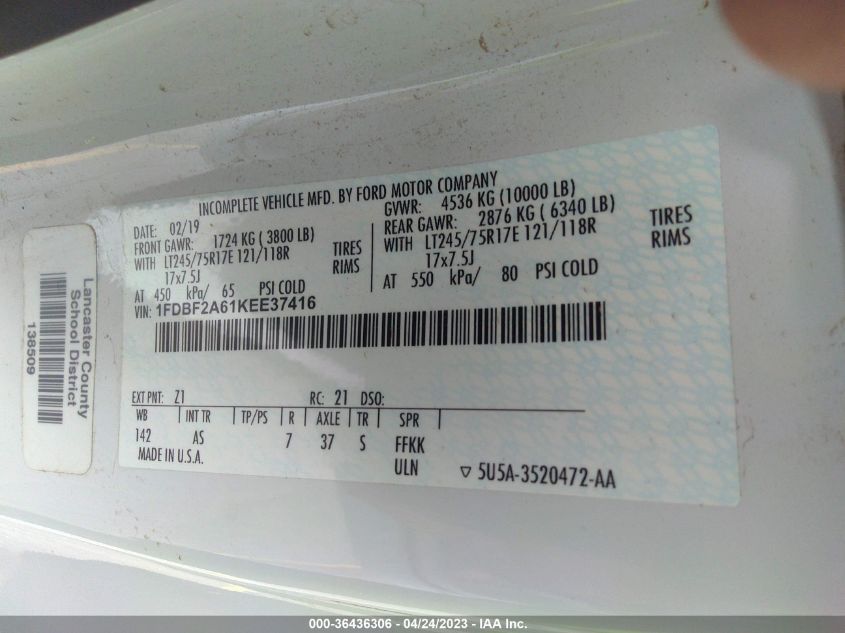 INCOMPLETE VEHICLE MFD. BY FORD MOTOR COMPANY
DATE: 02/19
FRONT GAWR: 1724 KG ( 3800 LB)
WITH LT245/75R17E 121/118R TIRES
17x7.5J RIMS
AT 450 kPa/ 65 PSI COLD
GVWR: 4536 KG (10000 LB)
REAR GAWR: 2876 KG ( 6340 LB)
WITH LT245/75R17E 121/118R TIRES
17x7.5J RIMS
AT 550 kPa/ 80 PSI COLD
VIN: 1FDBF2A61KEE37416
EXT PNT: Z1 RC: 21 DSO:
WB INT TR TP/PS R AXLE TR SPR
142 AS 7 37 S FFKK
MADE IN U.S.A. ULN
▽ 5U5A-3520472-AA
Lancaster County
School District
138509
000-36436306 - 04/24/2023 - IAA Inc.